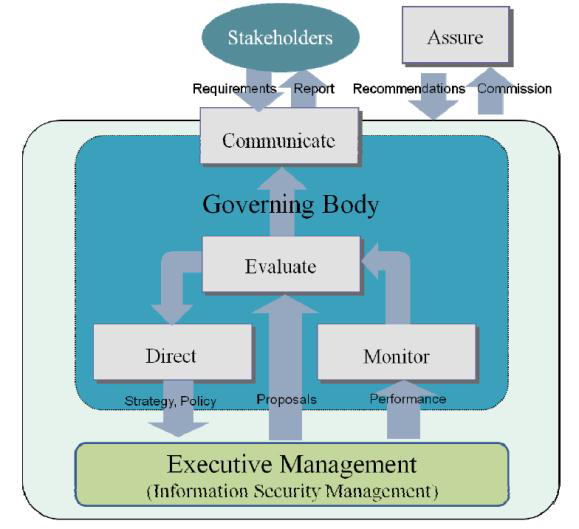 Stakeholders
Assure
Requirements
Report
Recommendations
Commission
Communicate
Governing Body
Evaluate
Direct
Monitor
Strategy, Policy
Proposals
Performance
Executive Management
(Information Security Management)